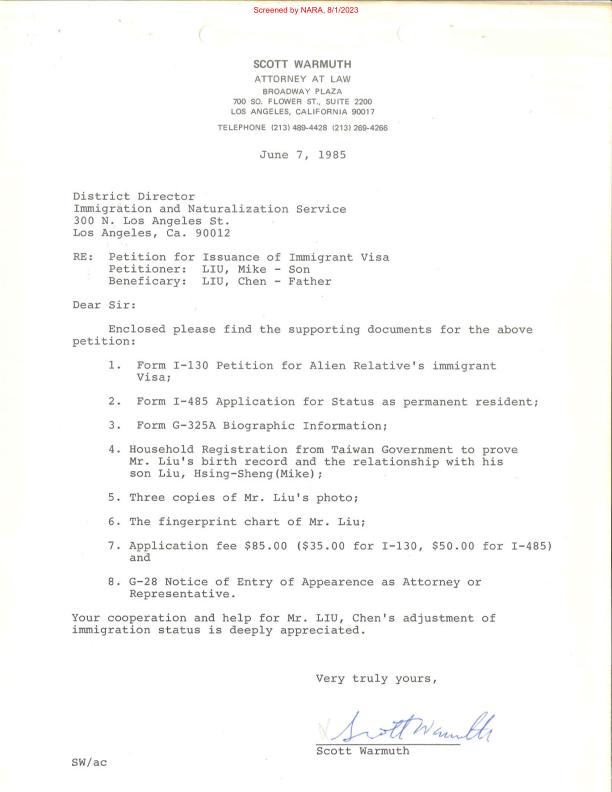 Screened by NARA, 8/1/2023
SCOTT WARMUTH
ATTORNEY AT LAW
BROADWAY PLAZA
700 SO. FLOWER ST., SUITE 2200
LOS ANGELES, CALIFORNIA 90017
TELEPHONE (213) 489-4428 (213) 269-4266
June 7, 1985
District Director
Immigration and Naturalization Service
300 N. Los Angeles St.
Los Angeles, Ca. 90012
RE: Petition for Issuance of Immigrant Visa
Petitioner: LIU, Mike - Son
Beneficary: LIU, Chen - Father
Dear Sir:
Enclosed please find the supporting documents for the above
petition:
1. Form I-130 Petition for Alien Relative's immigrant
Visa;
2. Form I-485 Application for Status as permanent resident;
3. Form G-325A Biographic Information;
4. Household Registration from Taiwan Government to prove
Mr. Liu's birth record and the relationship with his
son Liu, Hsing-Sheng(Mike);
5. Three copies of Mr. Liu's photo;
6. The fingerprint chart of Mr. Liu;
7. Application fee $85.00 ($35.00 for I-130, $50.00 for I-485)
and
8. G-28 Notice of Entry of Appearence as Attorney or
Representative.
Your cooperation and help for Mr. LIU, Chen's adjustment of
immigration status is deeply appreciated.
Very truly yours,
X Scott Warmuth
Scott Warmuth
SW/ac